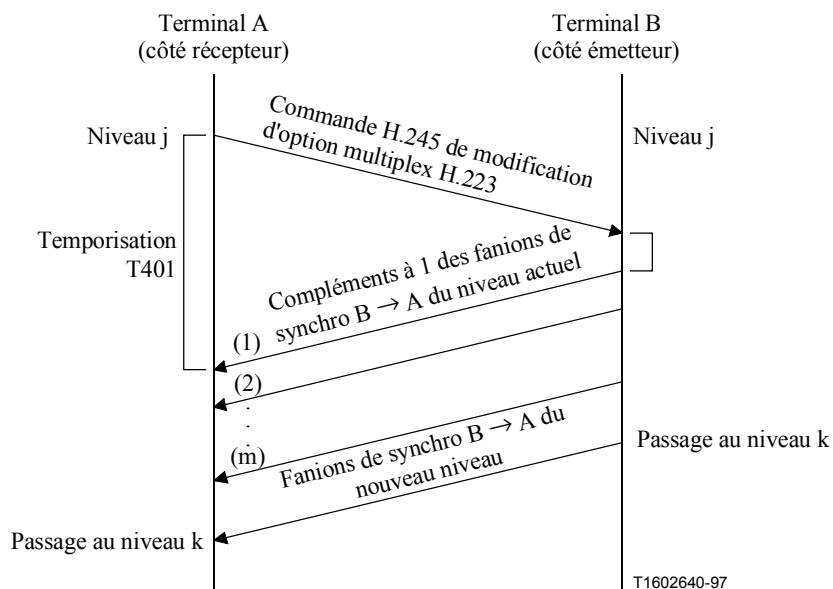 Terminal A
(côté récepteur)
Terminal B
(côté émetteur)
Niveau j
Commande H.245 de modification
d'option multiplex H.223
Niveau j
Temporisation
T401
Compléments à 1 des fanions de
synchro B → A du niveau actuel
(1)
(2)
.
.
.
(m)
Fanions de synchro B → A du
nouveau niveau
Passage au niveau k
Passage au niveau k
T1602640-97